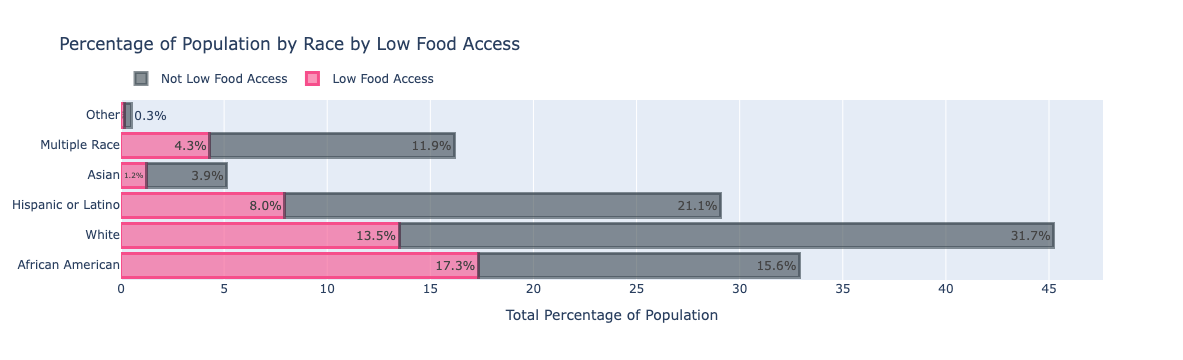 Percentage of Population by Race by Low Food Access
Not Low Food Access Low Food Access
Other 0.3%
Multiple Race 4.3% 11.9%
Asian 1.2% 3.9%
Hispanic or Latino 8.0% 21.1%
White 13.5% 31.7%
African American 17.3% 15.6%
0 5 10 15 20 25 30 35 40 45
Total Percentage of Population